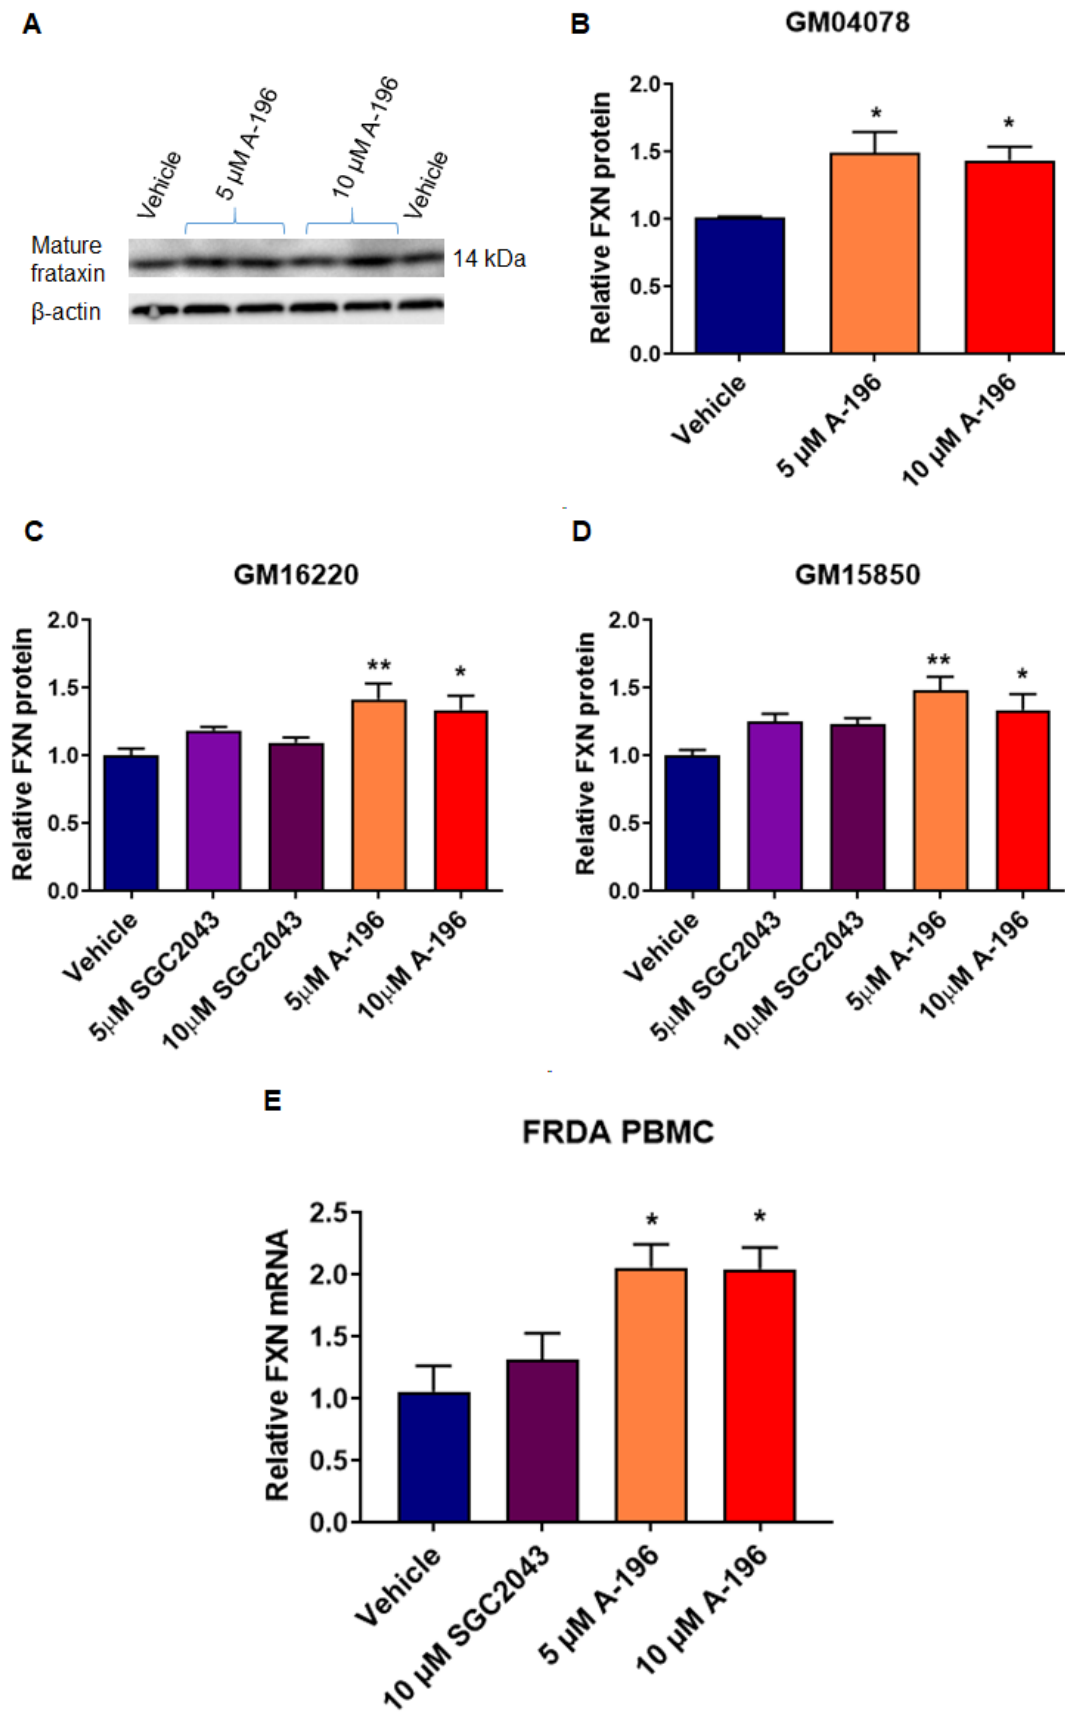 A
Vehicle
5 µM A-196
10 µM A-196
Vehicle
Mature
frataxin
14 kDa
β-actin
B
GM04078
Relative FXN protein
2.0
1.5
1.0
0.5
0.0
*
*
Vehicle
5 µM A-196
10 µM A-196
C
GM16220
Relative FXN protein
2.0
1.5
1.0
0.5
0.0
**
*
Vehicle
5µM SGC2043
10µM SGC2043
5µM A-196
10µM A-196
D
GM15850
Relative FXN protein
2.0
1.5
1.0
0.5
0.0
**
*
Vehicle
5µM SGC2043
10µM SGC2043
5µM A-196
10µM A-196
E
FRDA PBMC
Relative FXN mRNA
2.5
2.0
1.5
1.0
0.5
0.0
*
*
Vehicle
10 µM SGC2043
5 µM A-196
10 µM A-196